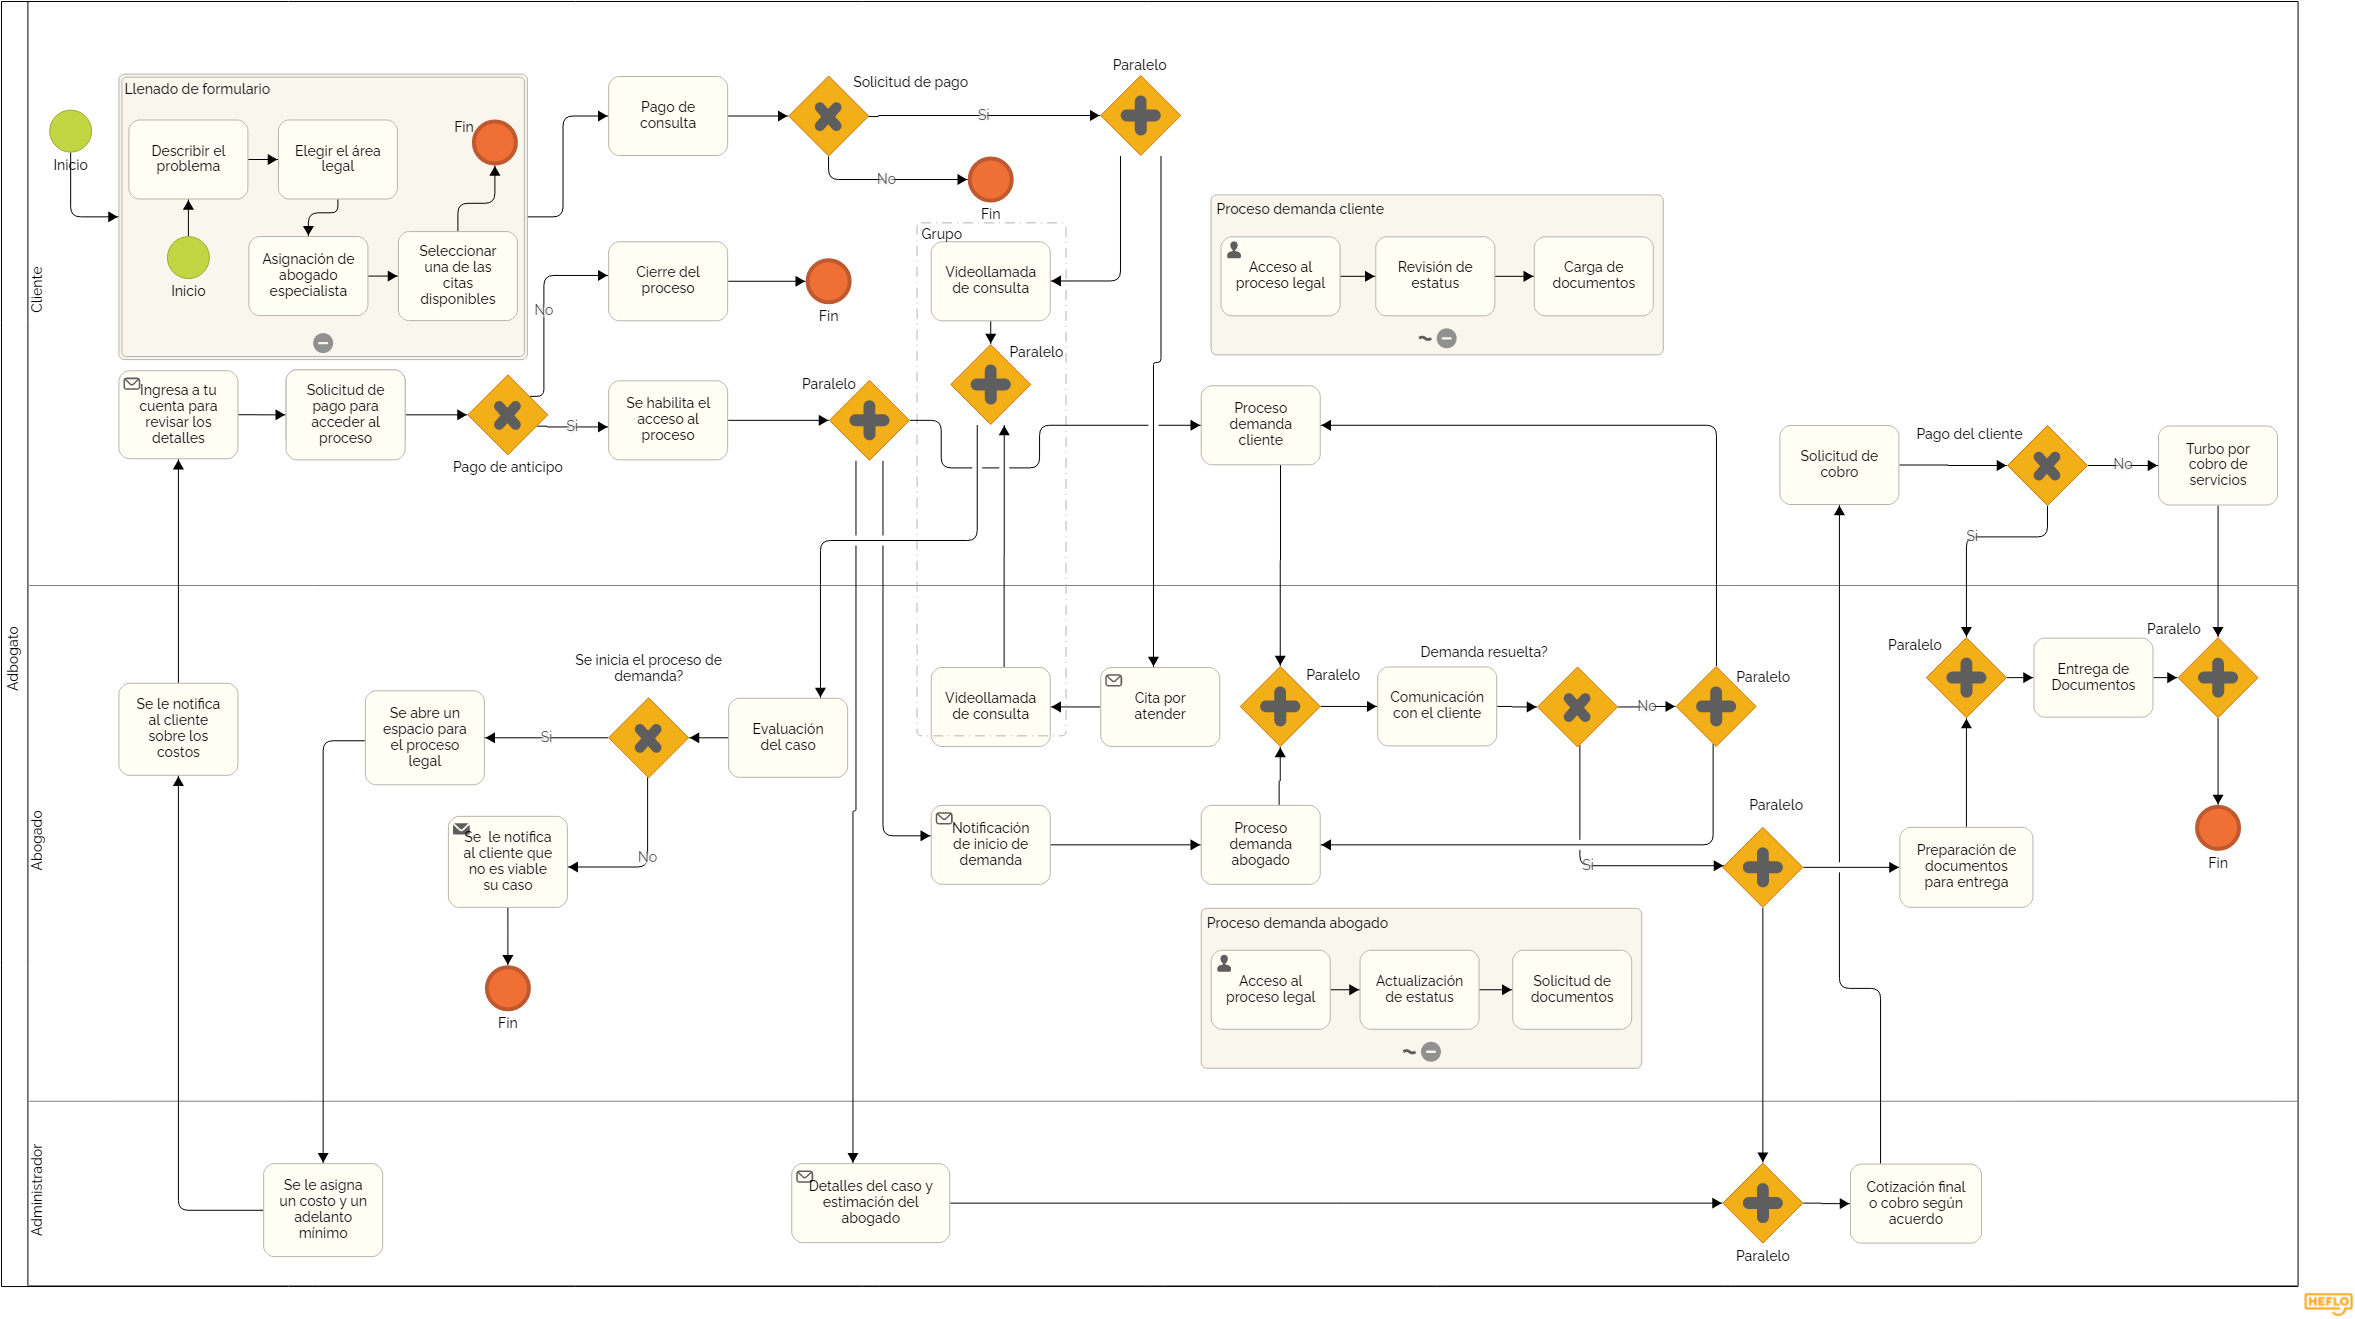 Adbogato
Cliente
Inicio
Llenado de formulario
Describir el
problema
Elegir el área
legal
Fin
Inicio
Asignación de
abogado
especialista
Seleccionar
una de las
citas
disponibles
Pago de
consulta
Solicitud de pago
Si
No
Fin
Paralelo
Cierre del
proceso
Fin
Grupo
Videollamada
de consulta
Paralelo
Proceso demanda cliente
Acceso al
proceso legal
Revisión de
estatus
Carga de
documentos
Ingresa a tu
cuenta para
revisar los
detalles
Solicitud de
pago para
acceder al
proceso
No
Si
Pago de anticipo
Se habilita el
acceso al
proceso
Paralelo
Proceso
demanda
cliente
Solicitud de
cobro
Pago del cliente
No
Si
Turbo por
cobro de
servicios
Abogado
Se le notifica
al cliente
sobre los
costos
Se abre un
espacio para
el proceso
legal
Si
Se inicia el proceso de
demanda?
No
Evaluación
del caso
Se  le notifica
al cliente que
no es viable
su caso
Fin
Videollamada
de consulta
Cita por
atender
Paralelo
Comunicación
con el cliente
Demanda resuelta?
No
Si
Paralelo
Notificación
de inicio de
demanda
Proceso
demanda
abogado
Paralelo
Preparación de
documentos
para entrega
Paralelo
Entrega de
Documentos
Paralelo
Fin
Proceso demanda abogado
Acceso al
proceso legal
Actualización
de estatus
Solicitud de
documentos
Administrador
Se le asigna
un costo y un
adelanto
mínimo
Detalles del caso y
estimación del
abogado
Paralelo
Cotización final
o cobro según
acuerdo
HEFLO